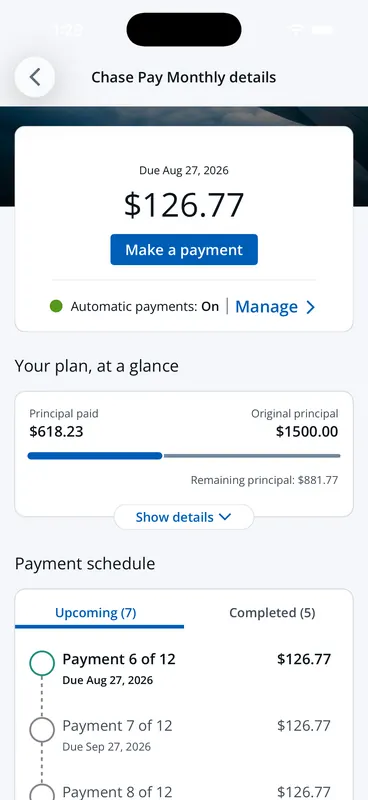 1:23
Chase Pay Monthly details
Due Aug 27, 2026
$126.77
Make a payment
Automatic payments: On | Manage
Your plan, at a glance
Principal paid Original principal
$618.23 $1500.00
Remaining principal: $881.77
Show details
Payment schedule
Upcoming (7) Completed (5)
Payment 6 of 12 $126.77
Due Aug 27, 2026
Payment 7 of 12 $126.77
Due Sep 27, 2026
Payment 8 of 12 $126.77